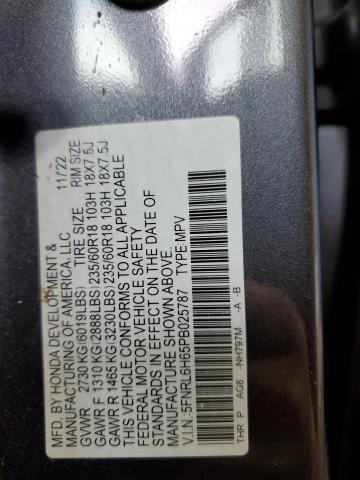 MFD. BY HONDA DEVELOPMENT &
MANUFACTURING OF AMERICA, LLC 11/22
GVWR 2730 KG(6019LBS) TIRE SIZE RIM SIZE
GAWR F 1310 KG(2888LBS)235/60R18 103H 18X7.5J
GAWR R 1465 KG(3230LBS)235/60R18 103H 18X7.5J
THIS VEHICLE CONFORMS TO ALL APPLICABLE
FEDERAL MOTOR VEHICLE SAFETY
STANDARDS IN EFFECT ON THE DATE OF
MANUFACTURE SHOWN ABOVE.
V.I.N.:5FNRL6H65PB025787 TYPE:MPV
THR P AG8 -NH797M -A -B